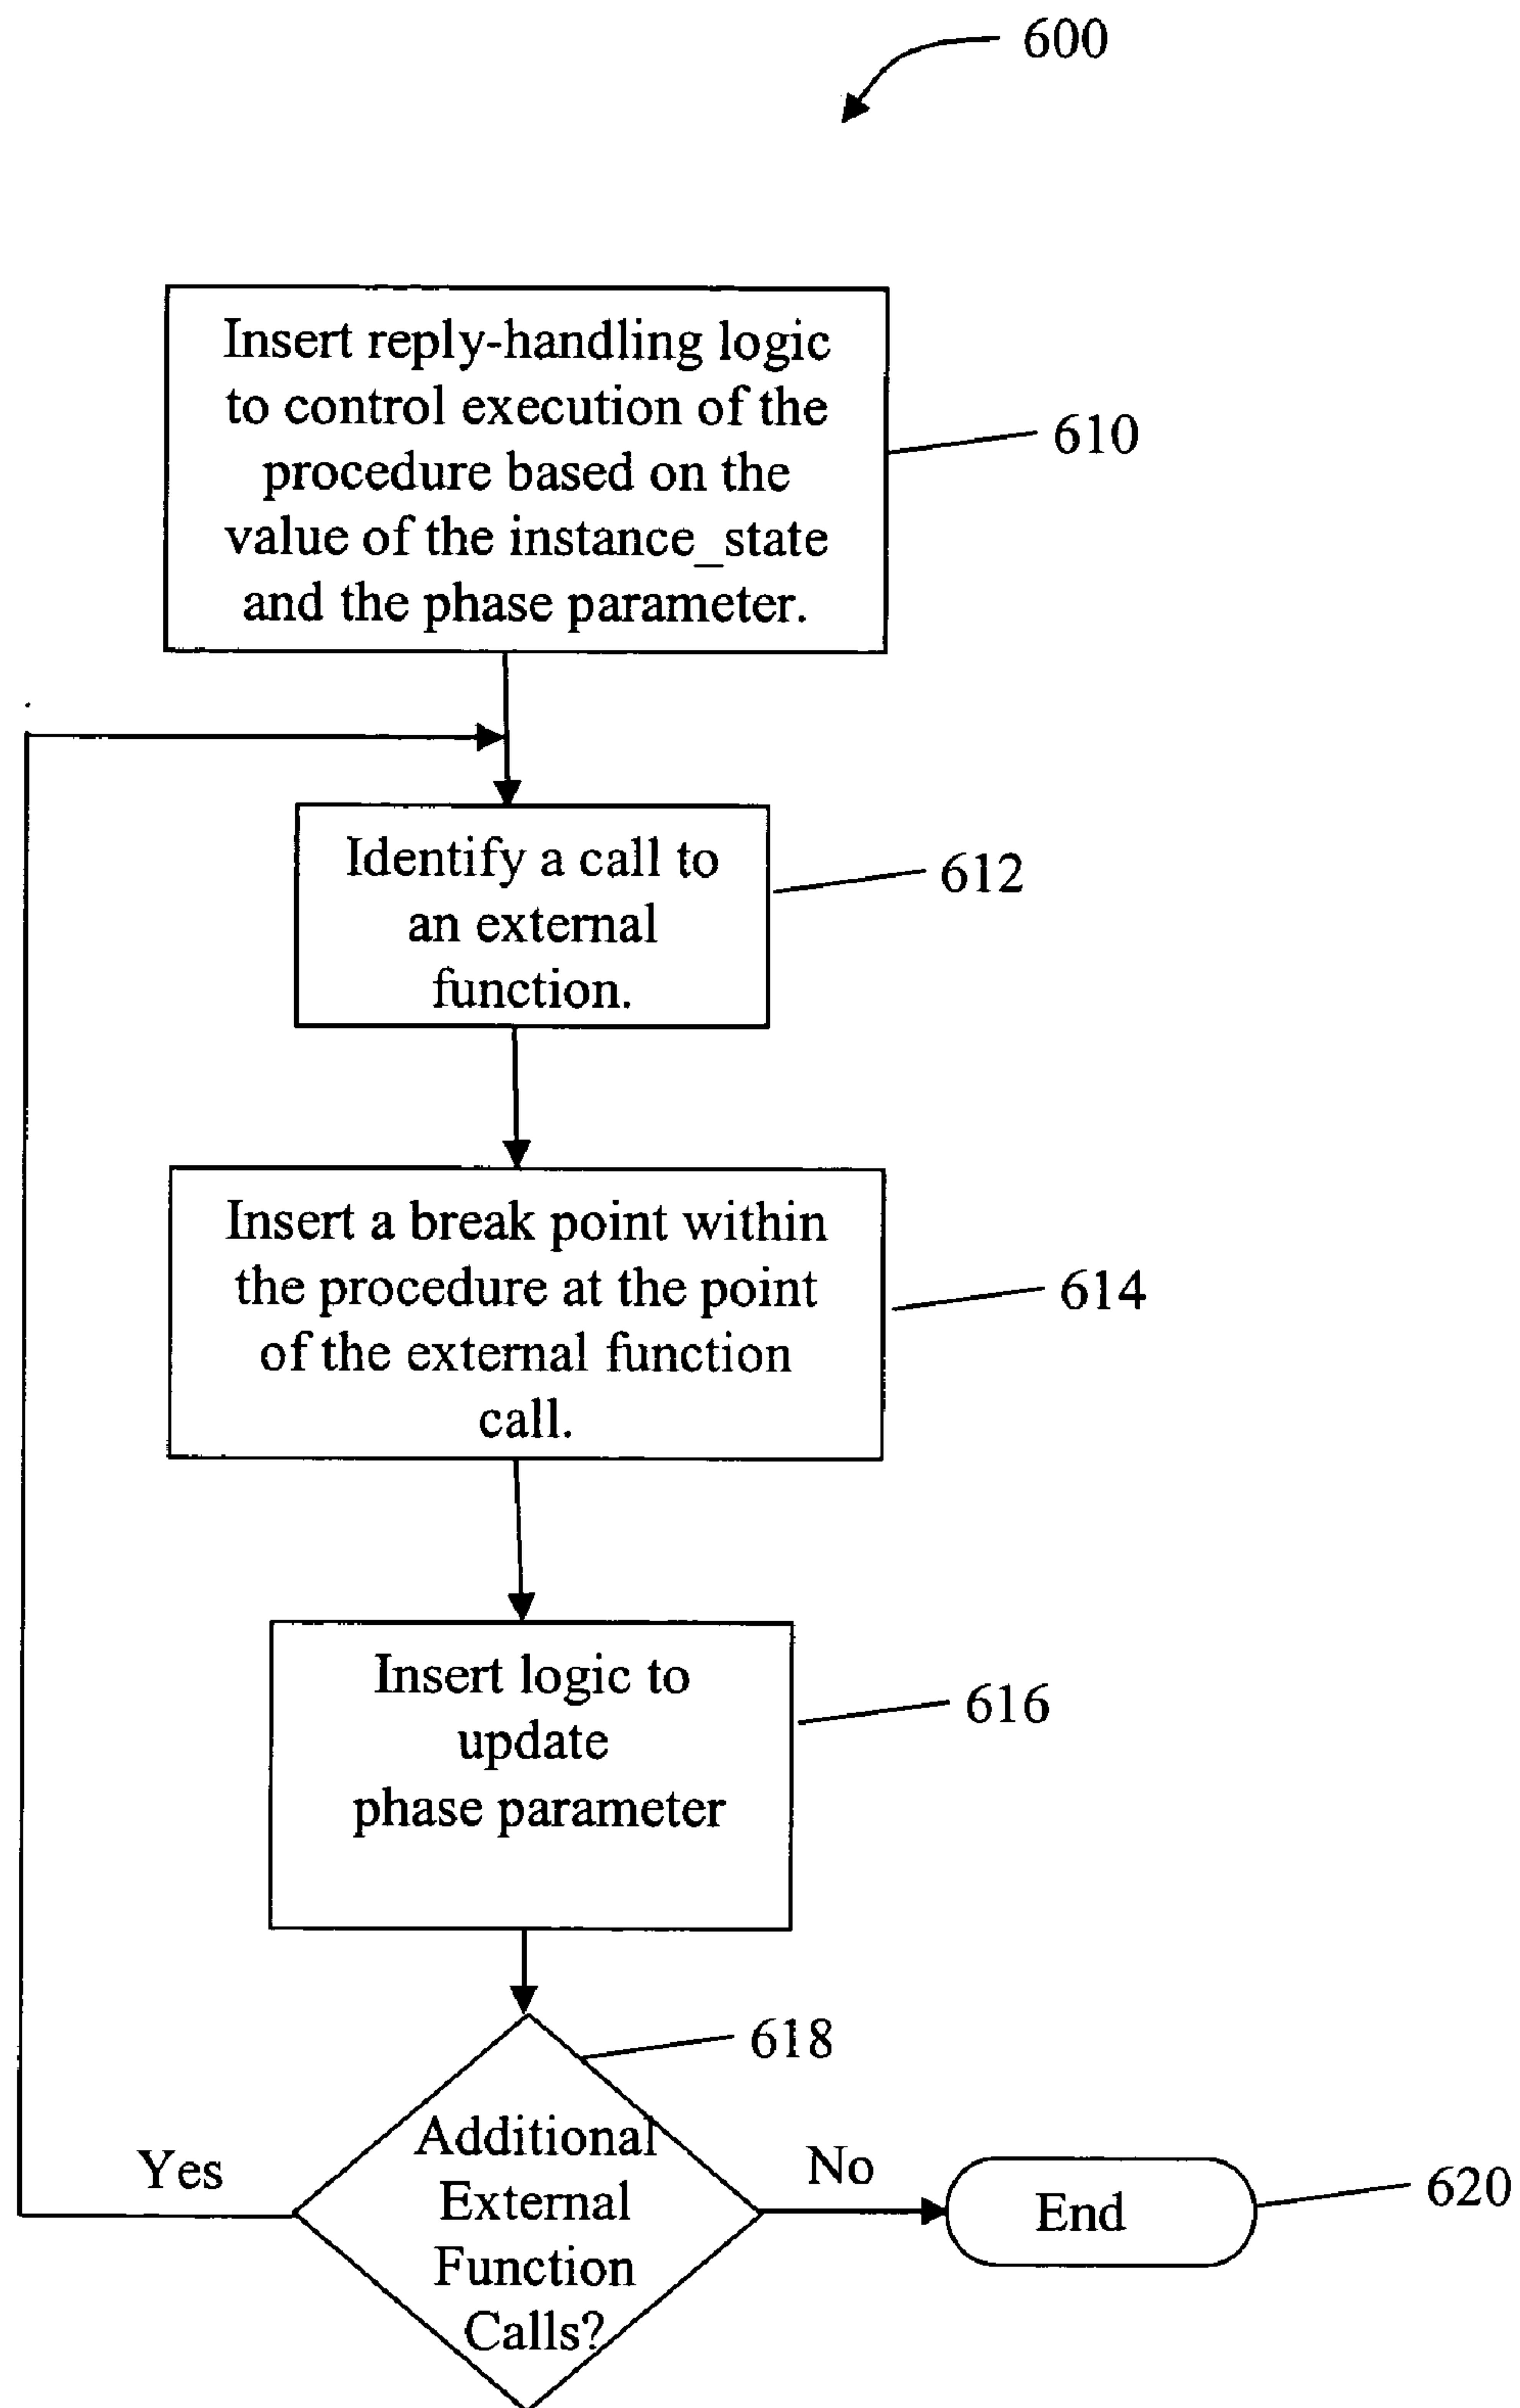 600
Insert reply-handling logic
to control execution of the
procedure based on the
value of the instance_state
and the phase parameter.
610
Identify a call to
an external
function.
612
Insert a break point within
the procedure at the point
of the external function
call.
614
Insert logic to
update
phase parameter
616
618
Additional
External
Function
Calls?
Yes
No
End
620